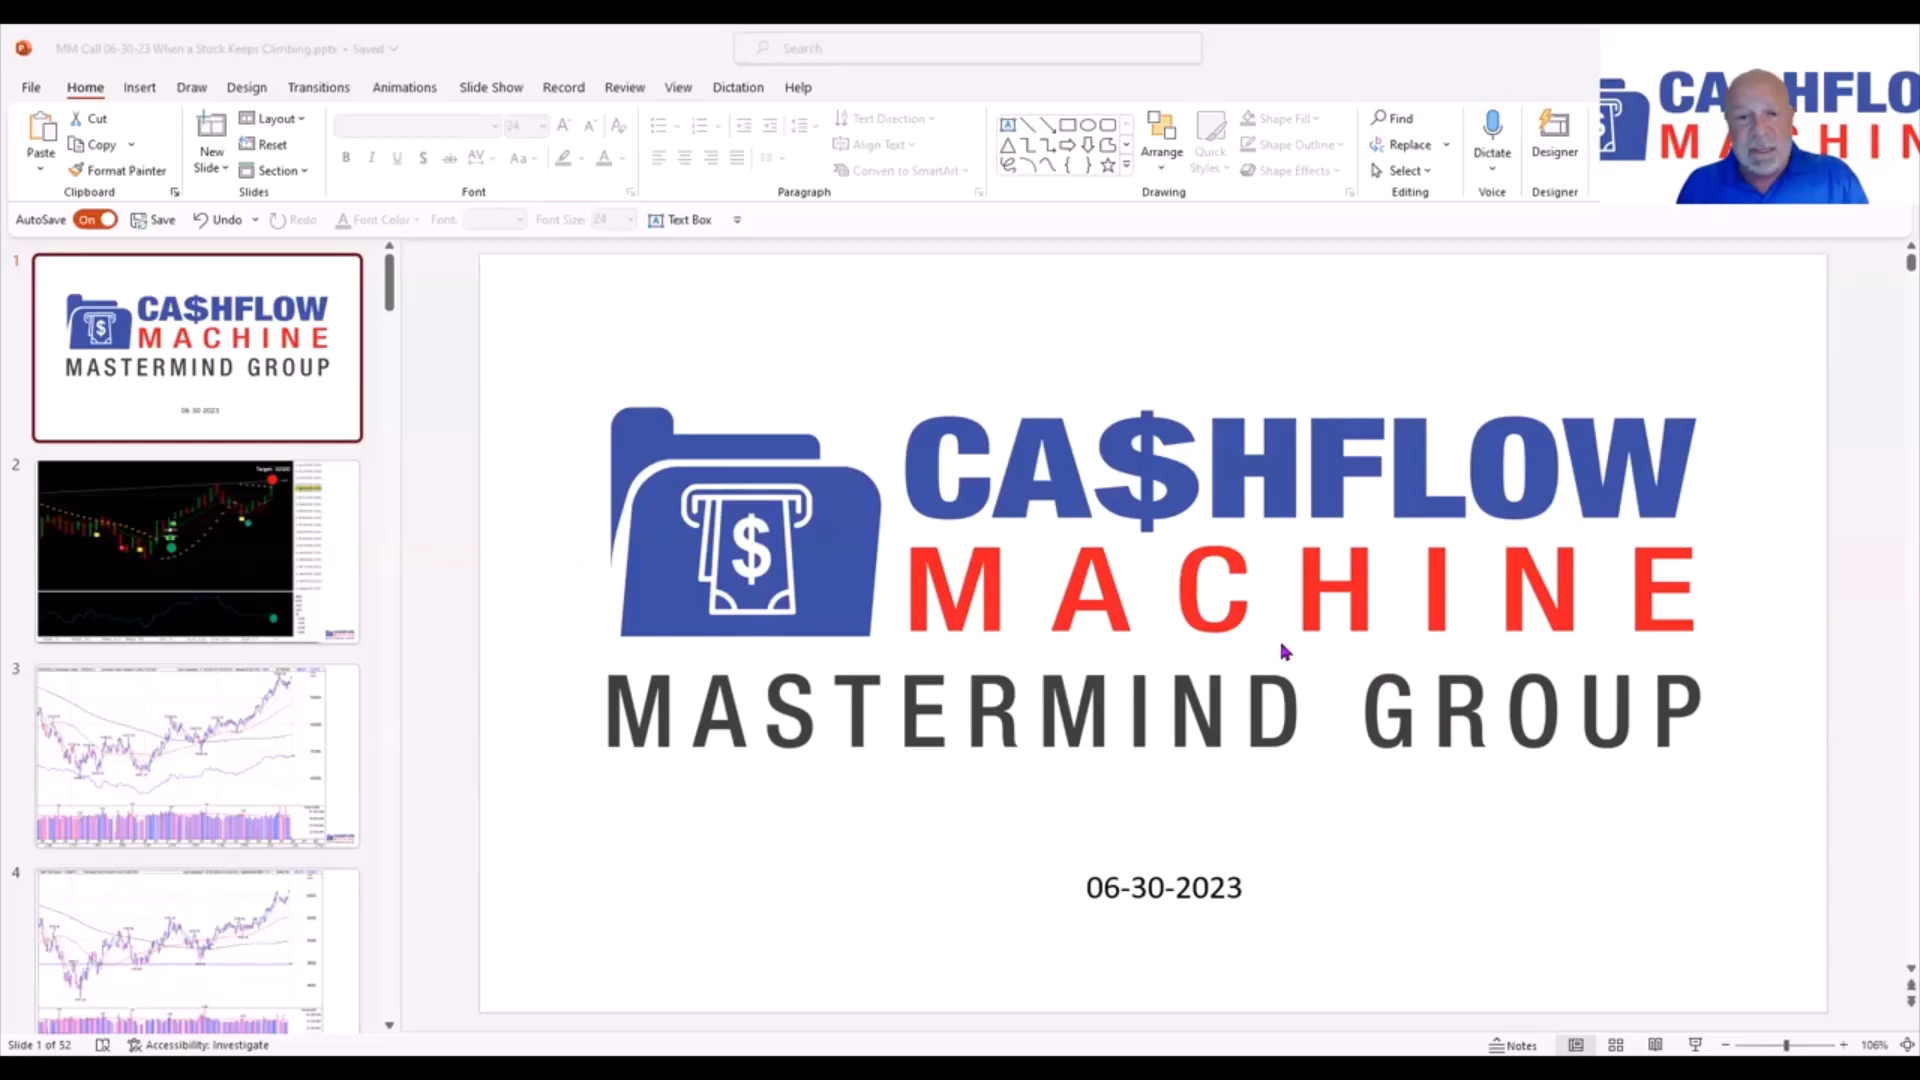 MM Call 06-30-23 When a Stock Keeps Climbing.pptx • Saved
Search
File Home Insert Draw Design Transitions Animations Slide Show Record Review View Dictation Help
Paste
Cut
Copy
Format Painter
Clipboard
New Slide
Layout
Reset
Section
Slides
24
Font
Text Direction
Align Text
Convert to SmartArt
Paragraph
Arrange
Quick Styles
Shape Fill
Shape Outline
Shape Effects
Drawing
Find
Replace
Select
Editing
Dictate
Voice
Designer
Designer
AutoSave On Save Undo Redo Font Color Font: Font Size: 24 Text Box
1
CA$HFLOW
MACHINE
MASTERMIND GROUP
06-30-2023
2
3
4
CA$HFLOW
MACHINE
MASTERMIND GROUP
06-30-2023
Slide 1 of 52 Accessibility: Investigate Notes 106%